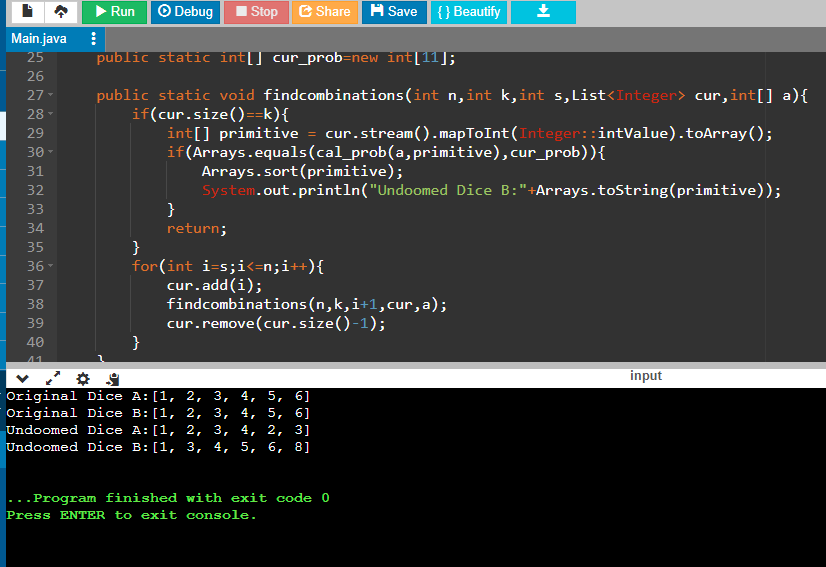 Run Debug Stop Share Save { } Beautify
Main.java
25 public static int[] cur_prob=new int[11];
26
27 public static void findcombinations(int n,int k,int s,List<Integer> cur,int[] a){
28 if(cur.size()==k){
29 int[] primitive = cur.stream().mapToInt(Integer::intValue).toArray();
30 if(Arrays.equals(cal_prob(a,primitive),cur_prob)){
31 Arrays.sort(primitive);
32 System.out.println("Undoomed Dice B:"+Arrays.toString(primitive));
33 }
34 return;
35 }
36 for(int i=s;i<=n;i++){
37 cur.add(i);
38 findcombinations(n,k,i+1,cur,a);
39 cur.remove(cur.size()-1);
40 }
41 }
input
Original Dice A:[1, 2, 3, 4, 5, 6]
Original Dice B:[1, 2, 3, 4, 5, 6]
Undoomed Dice A:[1, 2, 3, 4, 2, 3]
Undoomed Dice B:[1, 3, 4, 5, 6, 8]
...Program finished with exit code 0
Press ENTER to exit console.